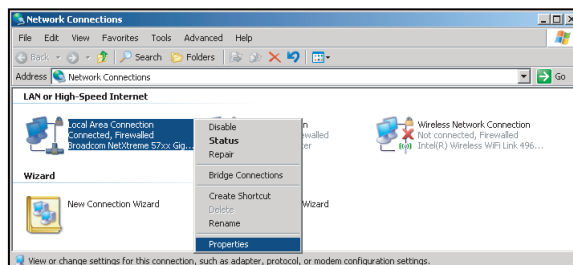 Network Connections
File Edit View Favorites Tools Advanced Help
Back Search Folders
Address Network Connections Go
LAN or High-Speed Internet
Local Area Connection
Connected, Firewalled
Broadcom NetXtreme 57xx Gig...
Wireless Network Connection
Not connected, Firewalled
Intel(R) Wireless WiFi Link 496...
Disable
Status
Repair
Bridge Connections
Create Shortcut
Delete
Rename
Properties
Wizard
New Connection Wizard
Wizard
View or change settings for this connection, such as adapter, protocol, or modem configuration settings.